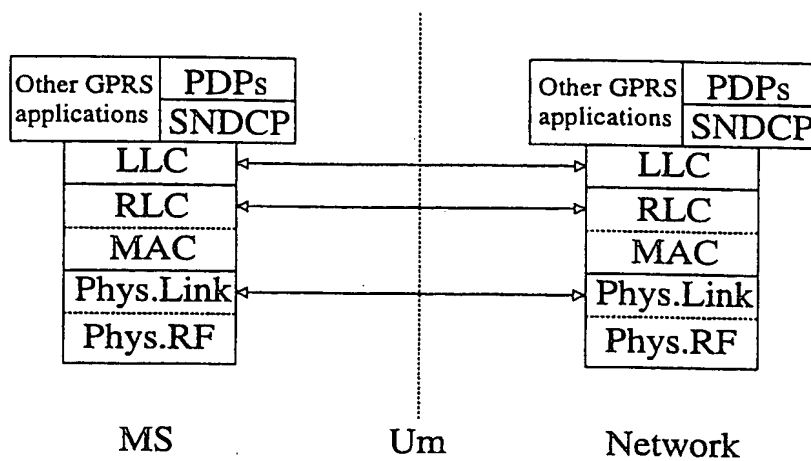 Other GPRS
applications
PDPs
SNDCP
LLC
RLC
MAC
Phys.Link
Phys.RF
MS
Um
Other GPRS
applications
PDPs
SNDCP
LLC
RLC
MAC
Phys.Link
Phys.RF
Network